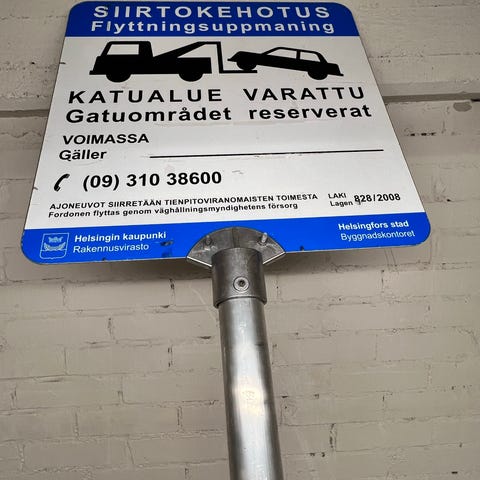 SIIRTOKEHOTUS
Flyttningsuppmaning
KATUALUE VARATTU
Gatuområdet reserverat
VOIMASSA
Gäller
(09) 310 38600
AJONEUVOT SIIRRETÄÄN TIENPITOVIRANOMAISTEN TOIMESTA LAKI 828/2008
Fordonen flyttas genom väghållningsmyndighetens försorg Lagen
Helsingin kaupunki Helsingfors stad
Rakennusvirasto Byggnadskontoret